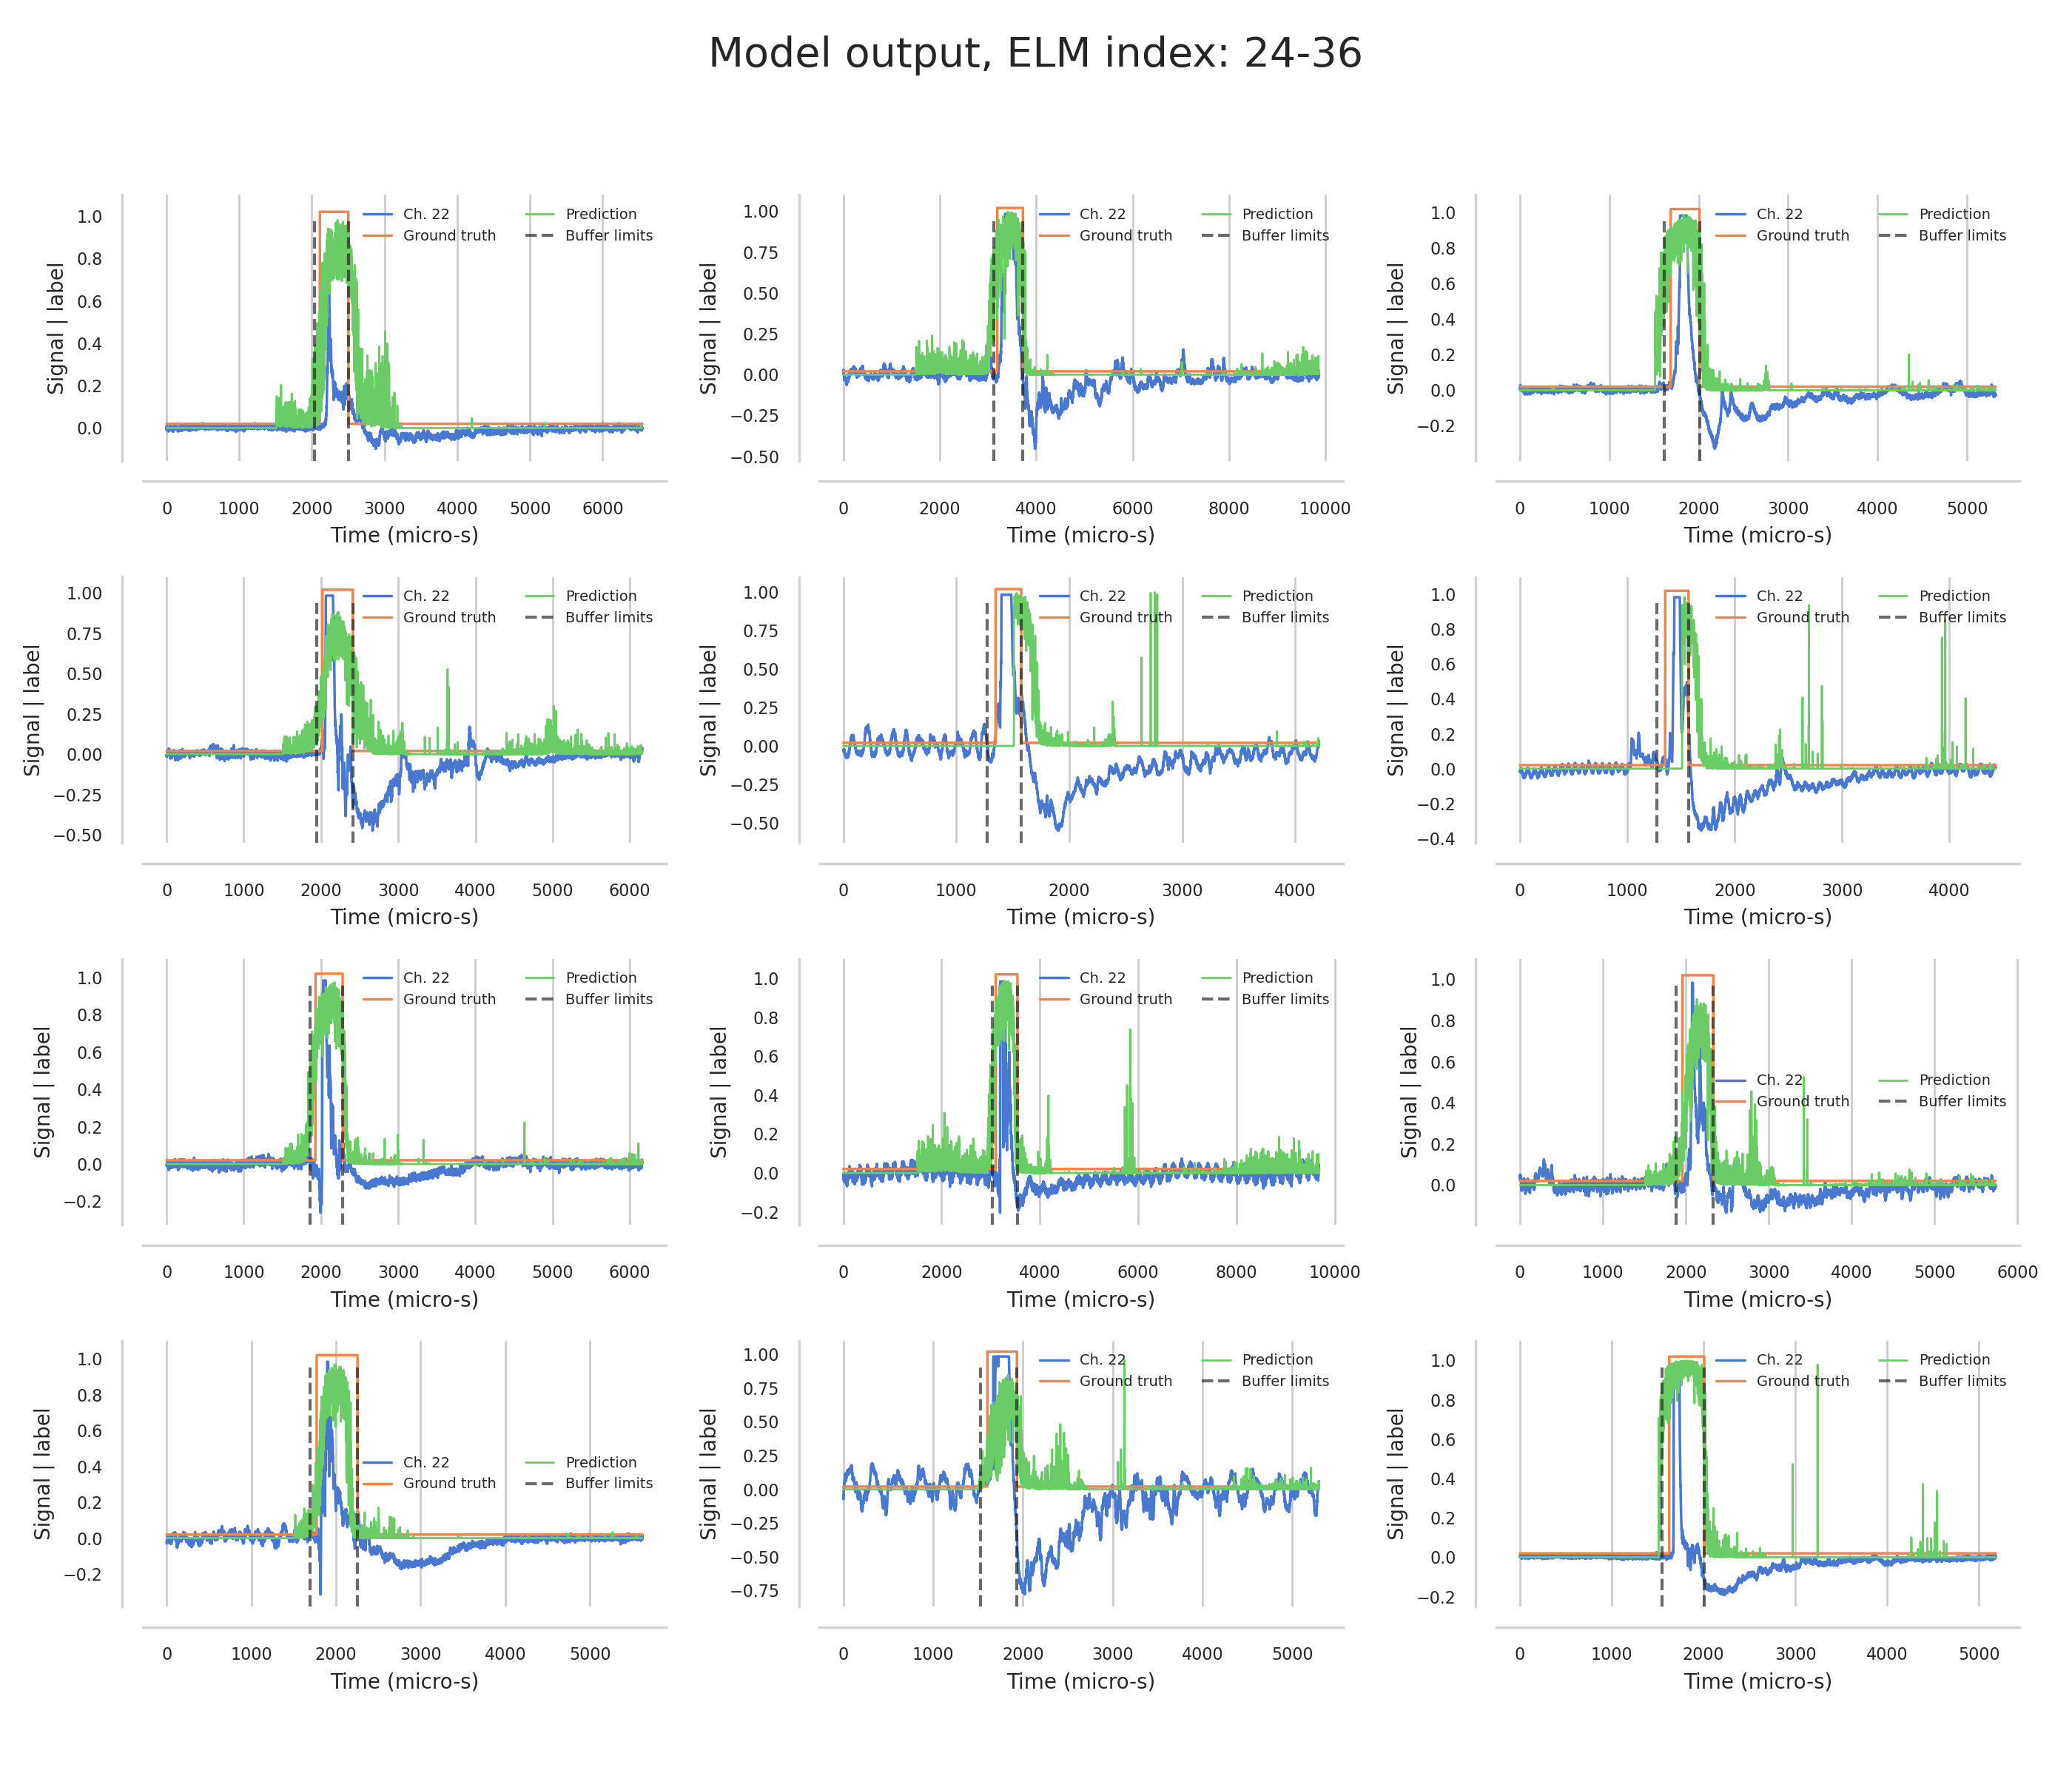 Model output, ELM index: 24-36
Signal | label
1.0
0.8
0.6
0.4
0.2
0.0
Ch. 22
Ground truth
Prediction
Buffer limits
0 1000 2000 3000 4000 5000 6000
Time (micro-s)
Signal | label
1.00
0.75
0.50
0.25
0.00
−0.25
−0.50
Ch. 22
Ground truth
Prediction
Buffer limits
0 2000 4000 6000 8000 10000
Time (micro-s)
Signal | label
1.0
0.8
0.6
0.4
0.2
0.0
−0.2
Ch. 22
Ground truth
Prediction
Buffer limits
0 1000 2000 3000 4000 5000
Time (micro-s)
Signal | label
1.00
0.75
0.50
0.25
0.00
−0.25
−0.50
Ch. 22
Ground truth
Prediction
Buffer limits
0 1000 2000 3000 4000 5000 6000
Time (micro-s)
Signal | label
1.00
0.75
0.50
0.25
0.00
−0.25
−0.50
Ch. 22
Ground truth
Prediction
Buffer limits
0 1000 2000 3000 4000
Time (micro-s)
Signal | label
1.0
0.8
0.6
0.4
0.2
0.0
−0.2
−0.4
Ch. 22
Ground truth
Prediction
Buffer limits
0 1000 2000 3000 4000
Time (micro-s)
Signal | label
1.0
0.8
0.6
0.4
0.2
0.0
−0.2
Ch. 22
Ground truth
Prediction
Buffer limits
0 1000 2000 3000 4000 5000 6000
Time (micro-s)
Signal | label
1.0
0.8
0.6
0.4
0.2
0.0
−0.2
Ch. 22
Ground truth
Prediction
Buffer limits
0 2000 4000 6000 8000 10000
Time (micro-s)
Signal | label
1.0
0.8
0.6
0.4
0.2
0.0
Ch. 22
Ground truth
Prediction
Buffer limits
0 1000 2000 3000 4000 5000 6000
Time (micro-s)
Signal | label
1.0
0.8
0.6
0.4
0.2
0.0
−0.2
Ch. 22
Ground truth
Prediction
Buffer limits
0 1000 2000 3000 4000 5000
Time (micro-s)
Signal | label
1.00
0.75
0.50
0.25
0.00
−0.25
−0.50
−0.75
Ch. 22
Ground truth
Prediction
Buffer limits
0 1000 2000 3000 4000 5000
Time (micro-s)
Signal | label
1.0
0.8
0.6
0.4
0.2
0.0
−0.2
Ch. 22
Ground truth
Prediction
Buffer limits
0 1000 2000 3000 4000 5000
Time (micro-s)